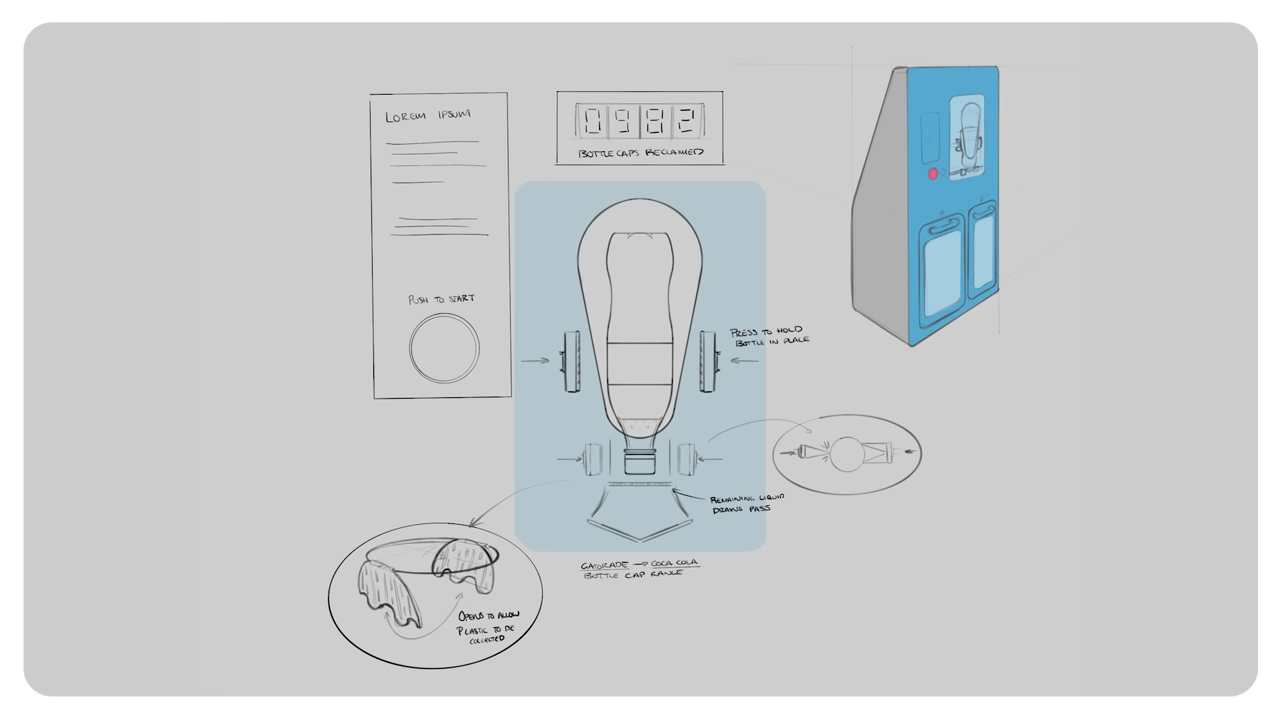 LOREM IPSUM
PUSH TO START
0982
BOTTLE CAPS RECLAIMED
PRESS TO HOLD
BOTTLE IN PLACE
REMAINING LIQUID
DRAINS PASS
GATORADE → COCA COLA
BOTTLE CAP RANGE
OPENS TO ALLOW
PLASTIC TO BE
COLLECTED